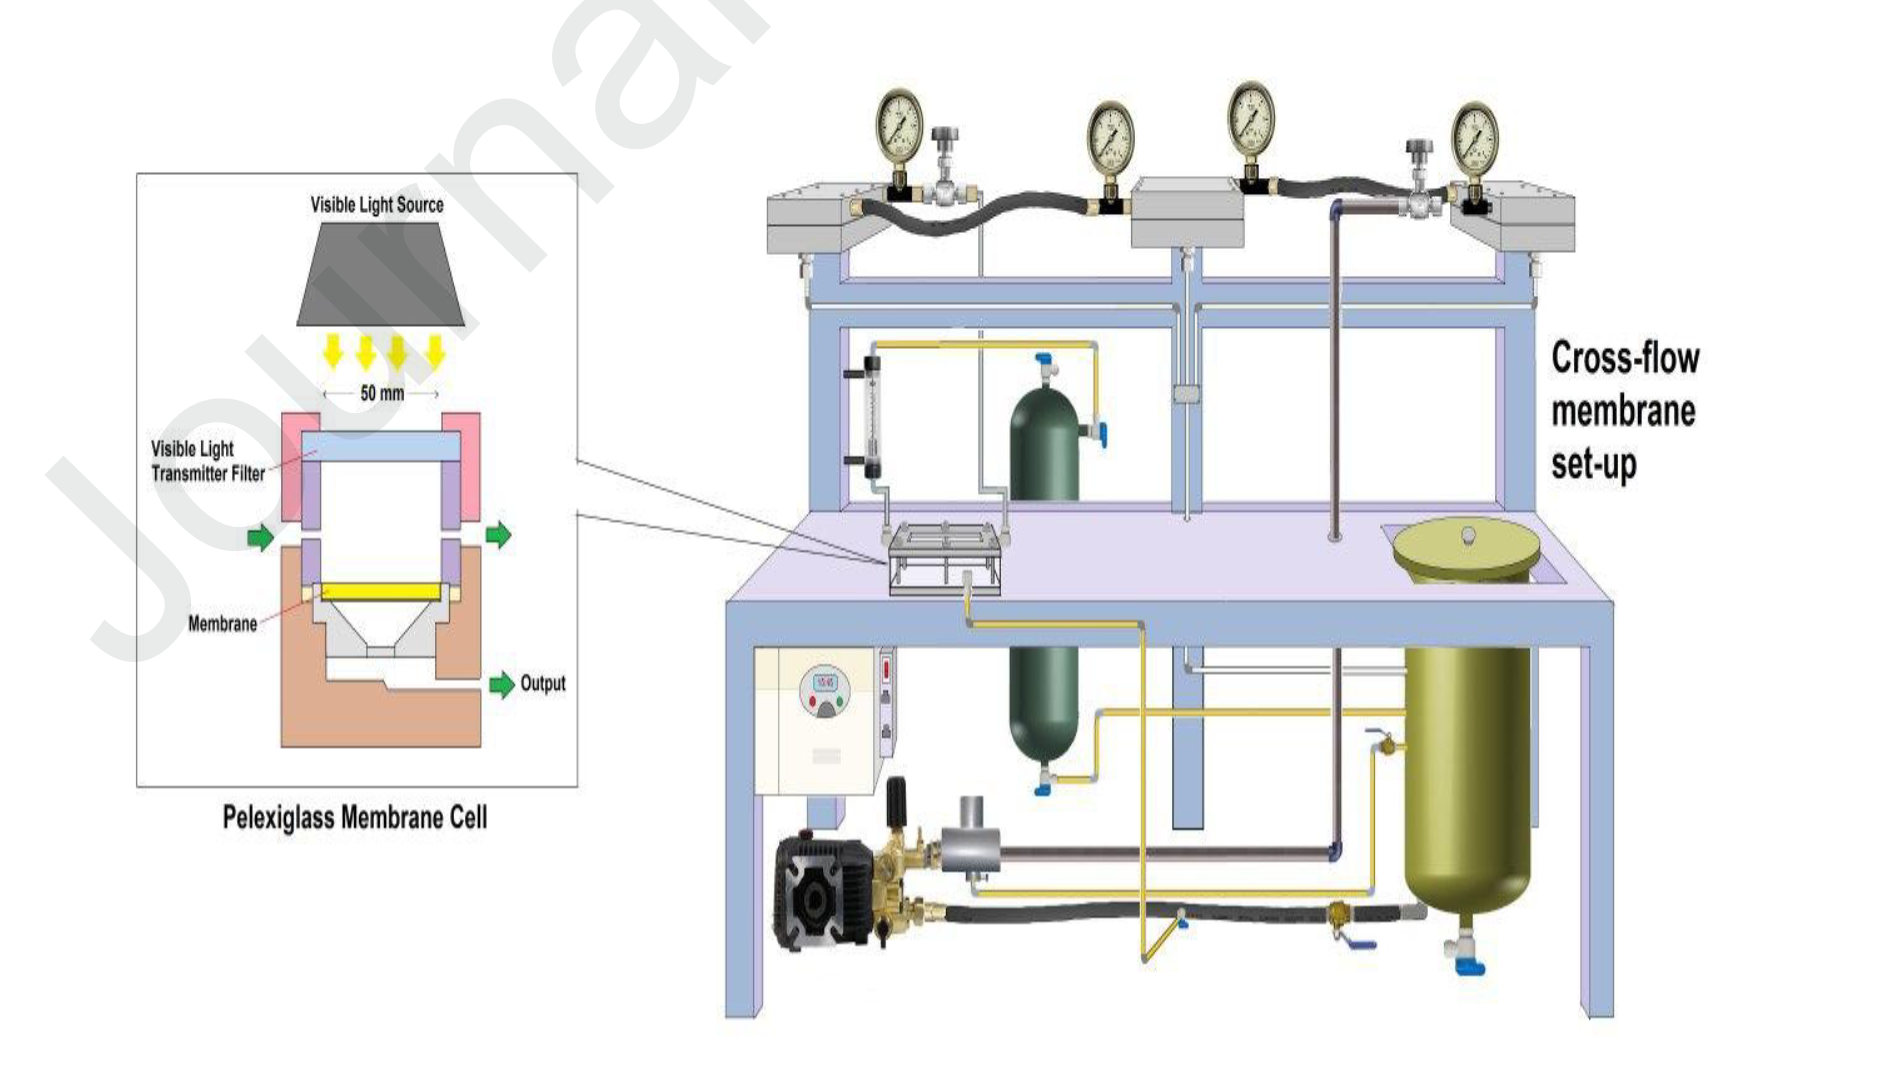 Journal
Visible Light Source
50 mm
Visible Light
Transmitter Filter
Membrane
Output
Pelexiglass Membrane Cell
Cross-flow
membrane
set-up